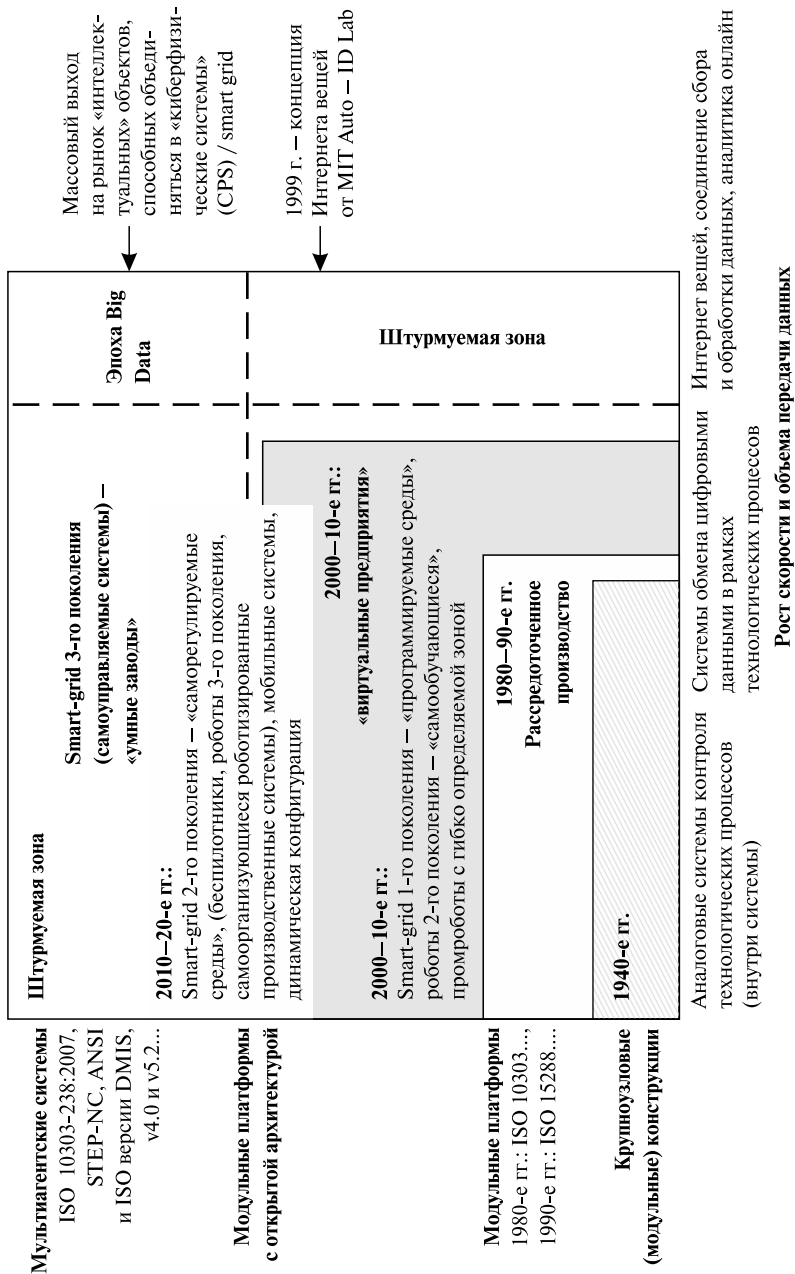 Мультиагентские системы
ISO 10303-238:2007,
STEP-NC, ANSI
и ISO версии DMIS,
v4.0 и v5.2...
Модульные платформы
с открытой архитектурой
Модульные платформы
1980-е гг.: ISO 10303...,
1990-е гг.: ISO 15288....
Крупноузловые
(модульные) конструкции
Штурмуемая зона
Smart-grid 3-го поколения
(самоуправляемые системы) —
«умные заводы»
2010—20-е гг.:
Smart-grid 2-го поколения — «саморегулируемые
среды», (беспилотники, роботы 3-го поколения,
самоорганизующиеся роботизированные
производственные системы), мобильные системы,
динамическая конфигурация
2000—10-е гг.:
«виртуальные предприятия»
2000—10-е гг.:
Smart-grid 1-го поколения — «программируемые среды»,
роботы 2-го поколения — «самообучающиеся»,
промроботы с гибко определяемой зоной
1980—90-е гг.
Рассредоточенное
производство
1940-е гг.
Эпоха Big
Data
Штурмуемая зона
Массовый выход
на рынок «интеллек-
туальных» объектов,
способных объеди-
няться в «киберфизи-
ческие системы»
(CPS) / smart grid
1999 г. — концепция
Интернета вещей
от MIT Auto — ID Lab
Аналоговые системы контроля
технологических процессов
(внутри системы)
Системы обмена цифровыми
данными в рамках
технологических процессов
Интернет вещей, соединение сбора
и обработки данных, аналитика онлайн
Рост скорости и объема передачи данных